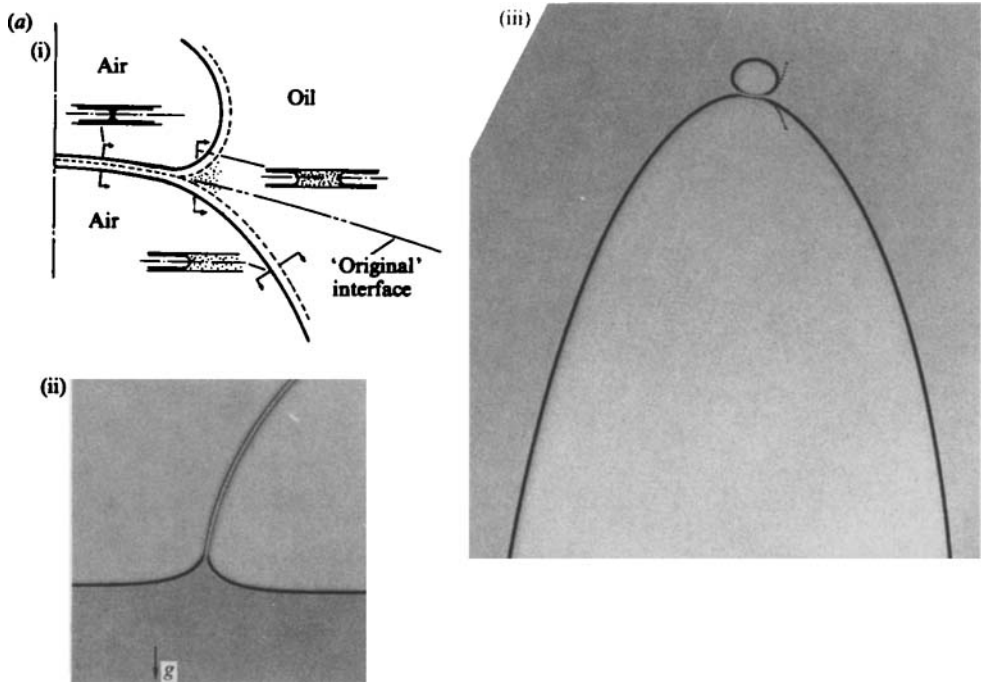 (a)
(i)
Air
Oil
Air
'Original'
interface
(ii)
g
(iii)